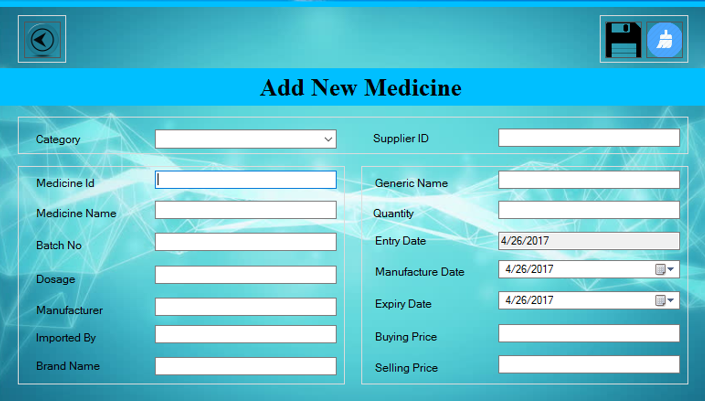 Add New Medicine
Category
Supplier ID
Medicine Id
Medicine Name
Batch No
Dosage
Manufacturer
Imported By
Brand Name
Generic Name
Quantity
Entry Date 4/26/2017
Manufacture Date 4/26/2017
Expiry Date 4/26/2017
Buying Price
Selling Price